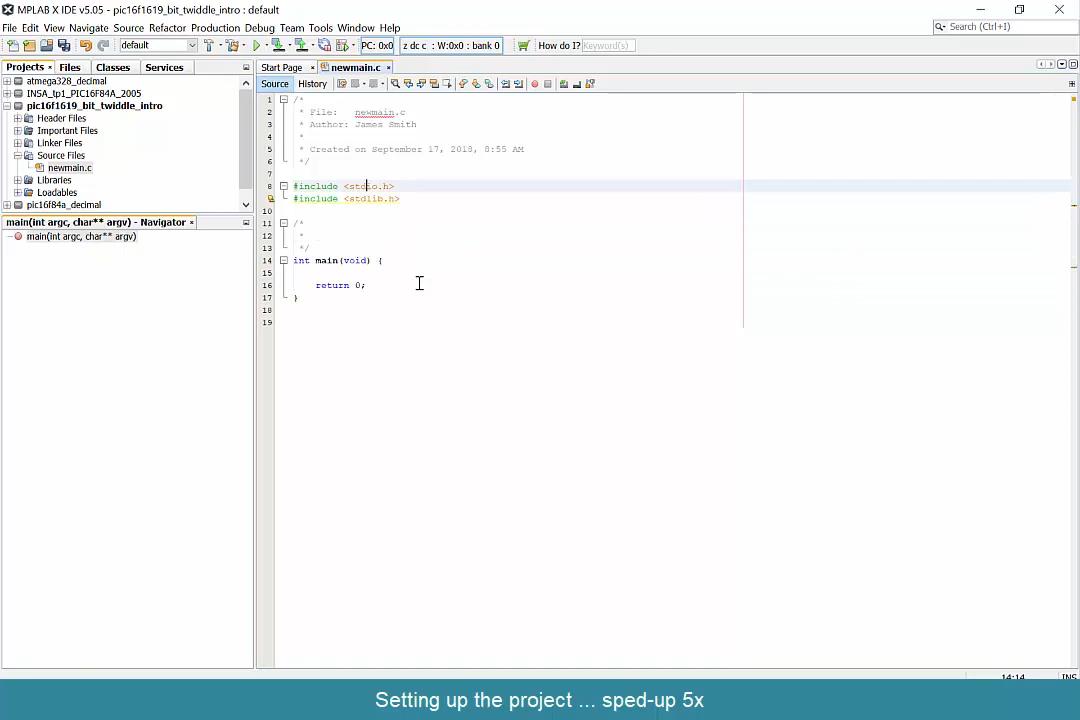 MPLAB X IDE v5.05 - pic16f1619_bit_twiddle_intro : default
File Edit View Navigate Source Refactor Production Debug Team Tools Window Help
Search (Ctrl+I)
default PC: 0x0 z dc c : W:0x0 : bank 0 How do I? Keyword(s)
Projects × Files Classes Services
Start Page × newmain.c ×
Source History
atmega328_decimal
INSA_tp1_PIC16F84A_2005
pic16f1619_bit_twiddle_intro
Header Files
Important Files
Linker Files
Source Files
newmain.c
Libraries
Loadables
pic16f84a_decimal
main(int argc, char** argv) - Navigator ×
main(int argc, char** argv)
1 /*
2 * File: newmain.c
3 * Author: James Smith
4 *
5 * Created on September 17, 2018, 8:55 AM
6 */
7
8 #include <stdio.h>
#include <stdlib.h>
10
11 /*
12 *
13 */
14 int main(void) {
15
16 return 0;
17 }
18
19
14:14 INS
Setting up the project ... sped-up 5x